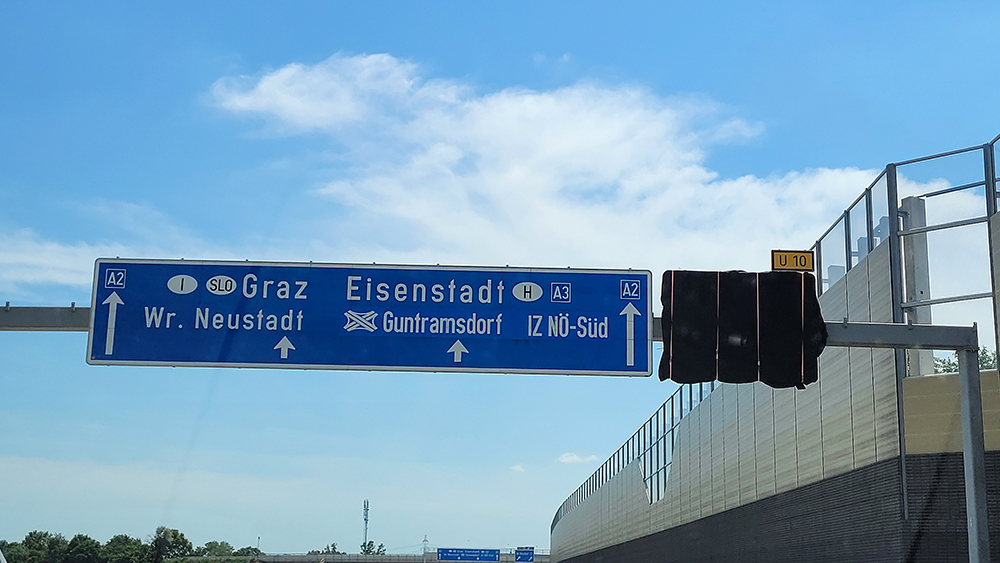 U 10
A2 I SLO Graz Eisenstadt H A3 A2
Wr. Neustadt Guntramsdorf IZ NÖ-Süd